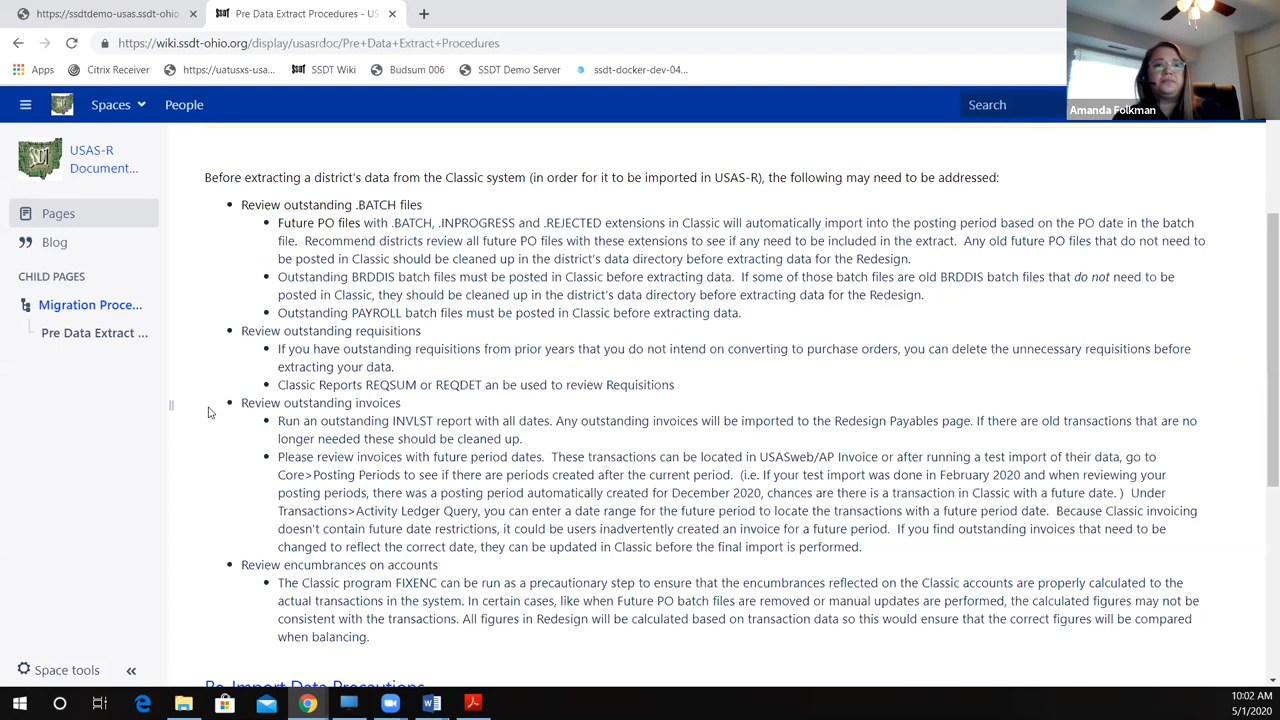 https://ssdtdemo-usas.ssdt-ohio
Pre Data Extract Procedures - US
https://wiki.ssdt-ohio.org/display/usasrdoc/Pre+Data+Extract+Procedures
Apps
Citrix Receiver
https://uatusxs-usa...
SSDT Wiki
Budsum 006
SSDT Demo Server
ssdt-docker-dev-04...
Amanda Folkman
Spaces
People
Search
USAS-R
Document...
Pages
Blog
CHILD PAGES
Migration Proce...
Pre Data Extract ...
Space tools
Before extracting a district's data from the Classic system (in order for it to be imported in USAS-R), the following may need to be addressed:
Review outstanding .BATCH files
Future PO files with .BATCH, .INPROGRESS and .REJECTED extensions in Classic will automatically import into the posting period based on the PO date in the batch
file. Recommend districts review all future PO files with these extensions to see if any need to be included in the extract. Any old future PO files that do not need to
be posted in Classic should be cleaned up in the district's data directory before extracting data for the Redesign.
Outstanding BRDDIS batch files must be posted in Classic before extracting data. If some of those batch files are old BRDDIS batch files that do not need to be
posted in Classic, they should be cleaned up in the district's data directory before extracting data for the Redesign.
Outstanding PAYROLL batch files must be posted in Classic before extracting data.
Review outstanding requisitions
If you have outstanding requisitions from prior years that you do not intend on converting to purchase orders, you can delete the unnecessary requisitions before
extracting your data.
Classic Reports REQSUM or REQDET an be used to review Requisitions
Review outstanding invoices
Run an outstanding INVLST report with all dates. Any outstanding invoices will be imported to the Redesign Payables page. If there are old transactions that are no
longer needed these should be cleaned up.
Please review invoices with future period dates. These transactions can be located in USASweb/AP Invoice or after running a test import of their data, go to
Core>Posting Periods to see if there are periods created after the current period. (i.e. If your test import was done in February 2020 and when reviewing your
posting periods, there was a posting period automatically created for December 2020, chances are there is a transaction in Classic with a future date. ) Under
Transactions>Activity Ledger Query, you can enter a date range for the future period to locate the transactions with a future period date. Because Classic invoicing
doesn't contain future date restrictions, it could be users inadvertently created an invoice for a future period. If you find outstanding invoices that need to be
changed to reflect the correct date, they can be updated in Classic before the final import is performed.
Review encumbrances on accounts
The Classic program FIXENC can be run as a precautionary step to ensure that the encumbrances reflected on the Classic accounts are properly calculated to the
actual transactions in the system. In certain cases, like when Future PO batch files are removed or manual updates are performed, the calculated figures may not be
consistent with the transactions. All figures in Redesign will be calculated based on transaction data so this would ensure that the correct figures will be compared
when balancing.
Re-Import Data Precautions
10:02 AM
5/1/2020